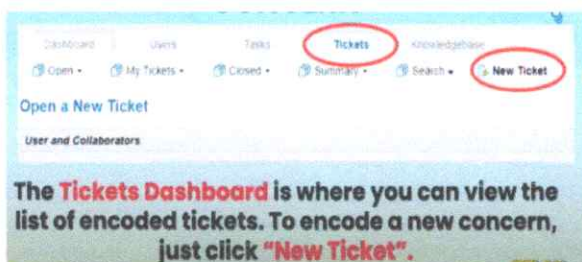 Dashboard Users Tasks Tickets Knowledgebase
Open My Tickets Closed Summary Search New Ticket
Open a New Ticket
User and Collaborators
The Tickets Dashboard is where you can view the
list of encoded tickets. To encode a new concern,
just click "New Ticket".